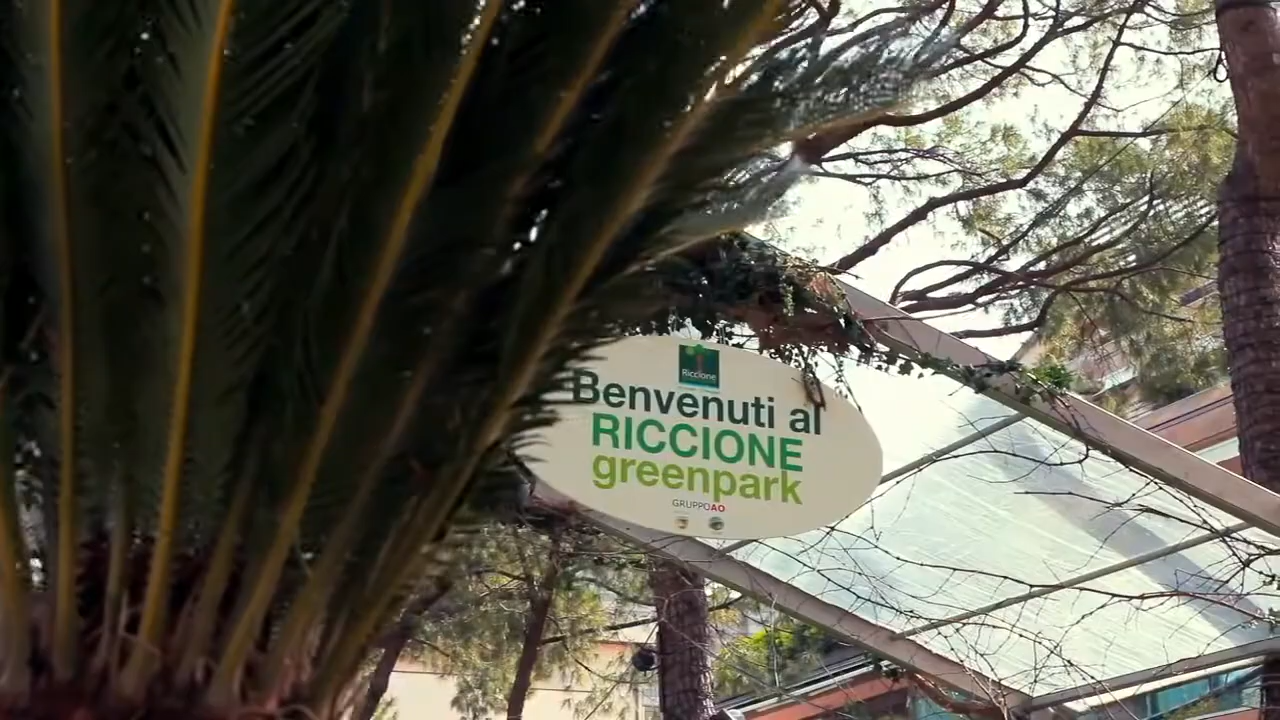 Riccione
Benvenuti al
RICCIONE
greenpark
GRUPPOAO